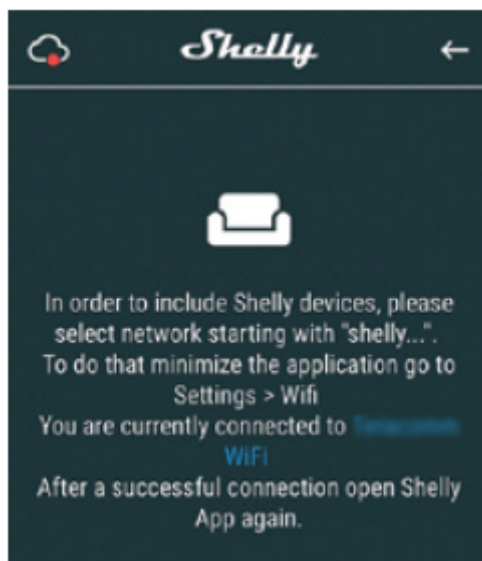 Shelly
In order to include Shelly devices, please
select network starting with "shelly...".
To do that minimize the application go to
Settings > Wifi
You are currently connected to
WiFi
After a successful connection open Shelly
App again.